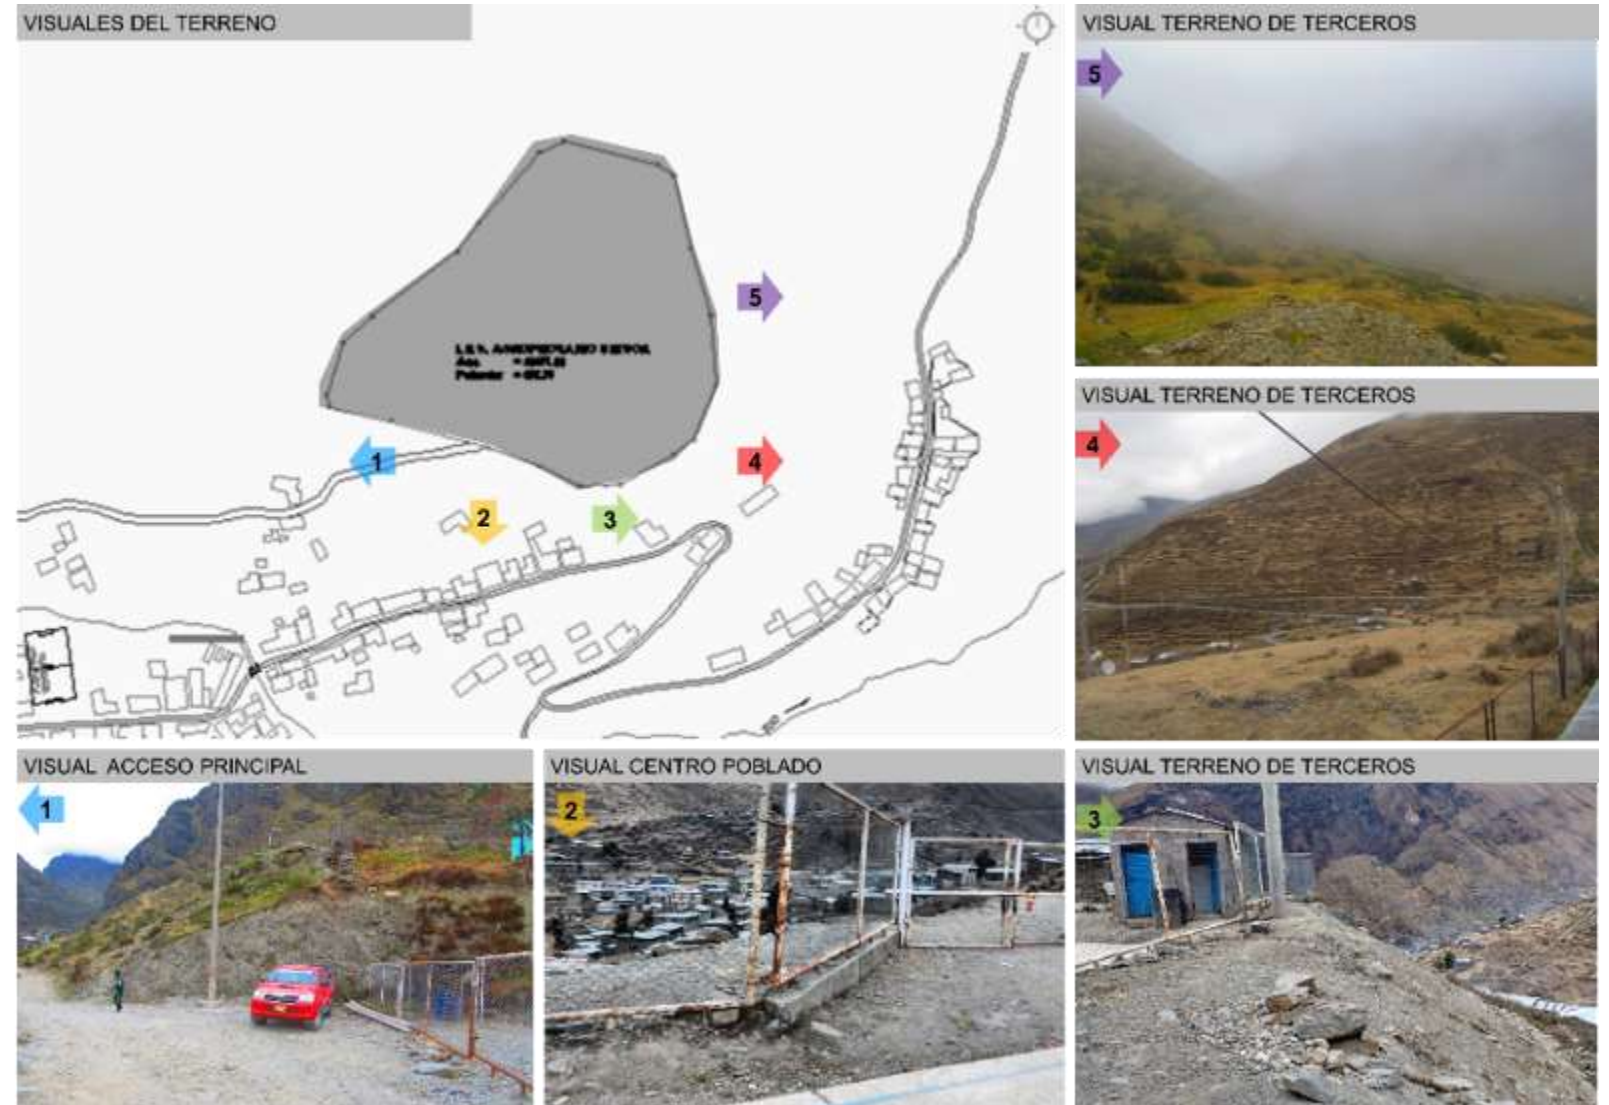 VISUALES DEL TERRENO
5
4
1
2
3
VISUAL TERRENO DE TERCEROS
5
VISUAL TERRENO DE TERCEROS
4
VISUAL ACCESO PRINCIPAL
1
VISUAL CENTRO POBLADO
2
VISUAL TERRENO DE TERCEROS
3